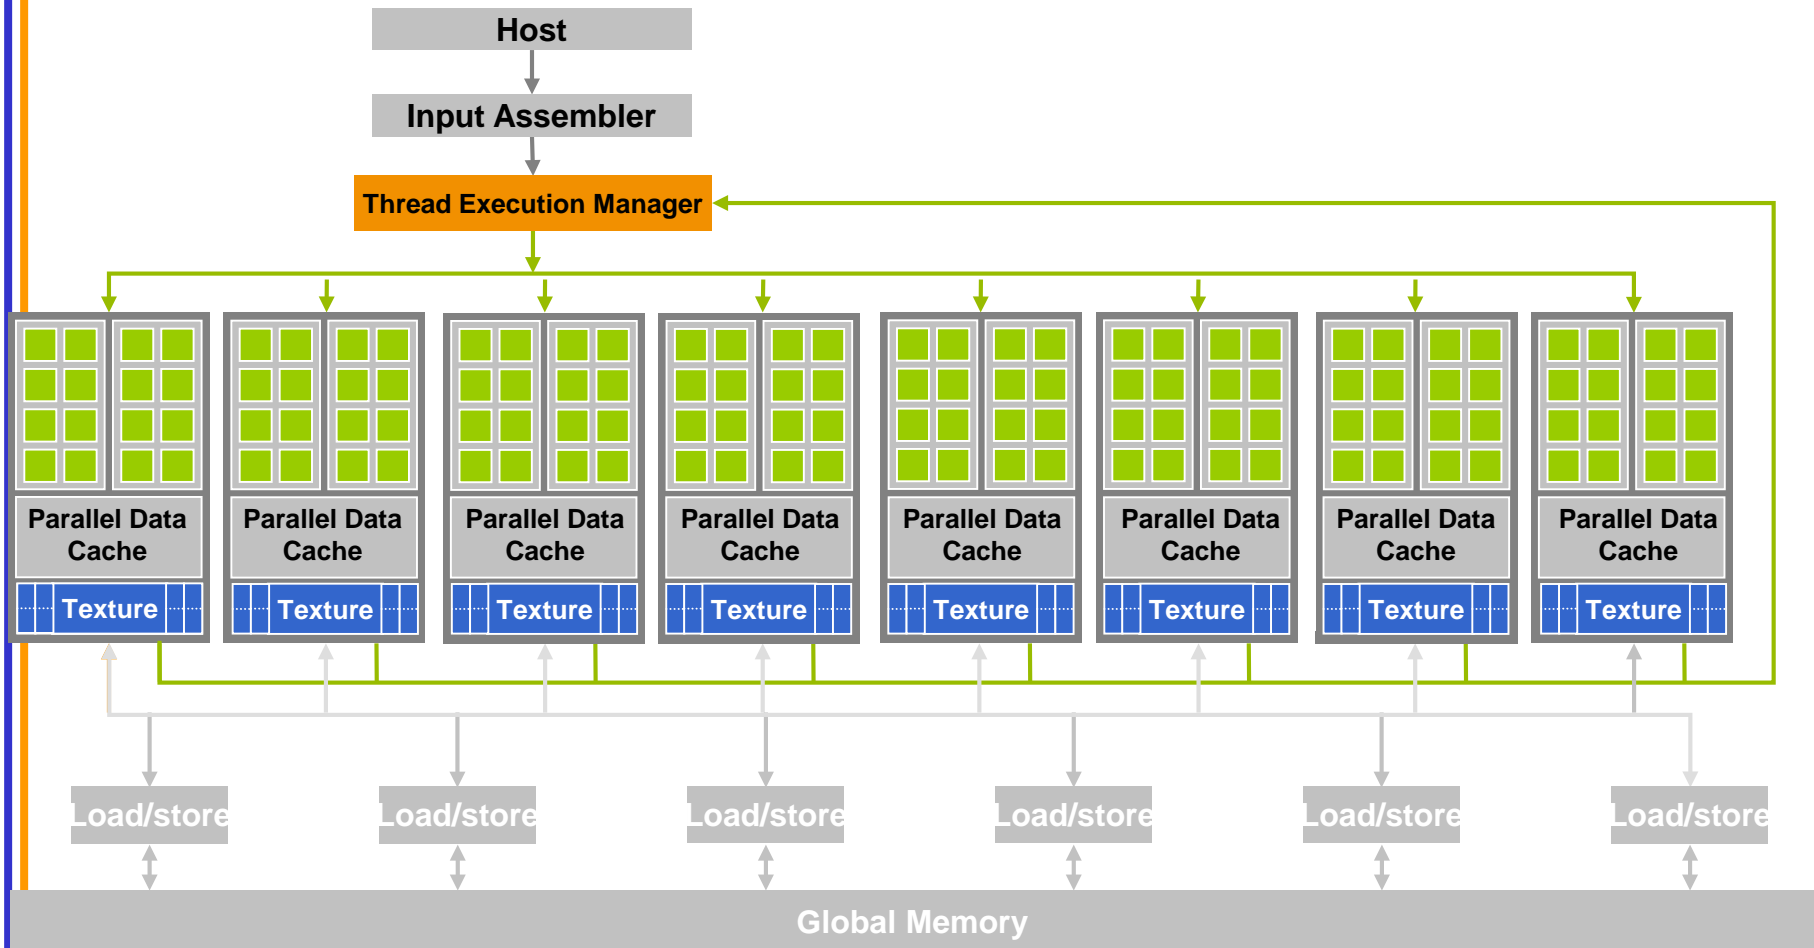 Host
Input Assembler
Thread Execution Manager
Parallel Data
Cache
Parallel Data
Cache
Parallel Data
Cache
Parallel Data
Cache
Parallel Data
Cache
Parallel Data
Cache
Parallel Data
Cache
Parallel Data
Cache
Texture
Texture
Texture
Texture
Texture
Texture
Texture
Texture
Load/store
Load/store
Load/store
Load/store
Load/store
Load/store
Global Memory